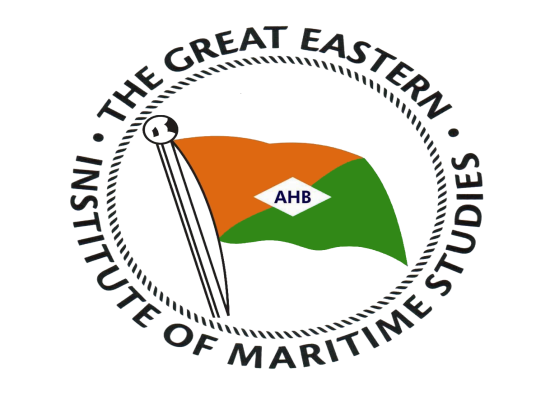 • THE GREAT EASTERN •
INSTITUTE OF MARITIME STUDIES
AHB